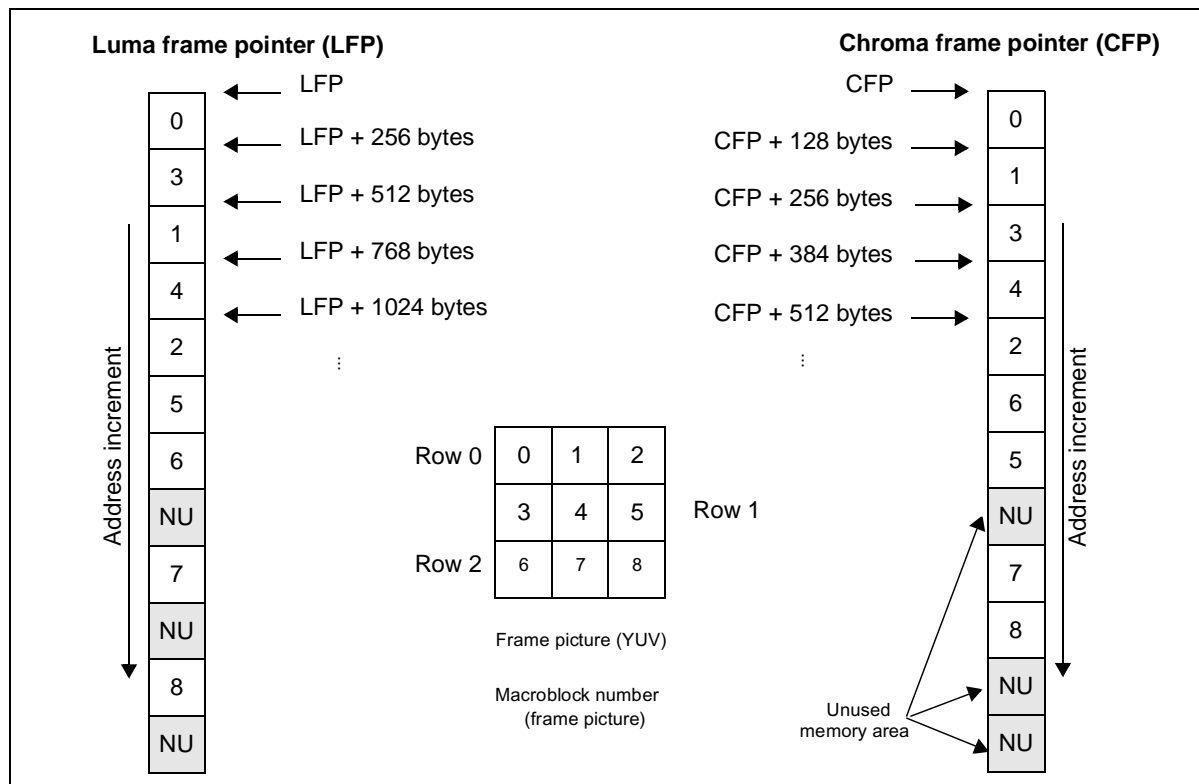 Luma frame pointer (LFP)
LFP
LFP + 256 bytes
LFP + 512 bytes
LFP + 768 bytes
LFP + 1024 bytes
...
0
3
1
4
2
5
6
NU
7
NU
8
NU
Address increment
Row 0
Row 1
Row 2
0 1 2
3 4 5
6 7 8
Frame picture (YUV)
Macroblock number
(frame picture)
Chroma frame pointer (CFP)
CFP
CFP + 128 bytes
CFP + 256 bytes
CFP + 384 bytes
CFP + 512 bytes
...
0
1
3
4
2
6
5
NU
7
8
NU
NU
Address increment
Unused
memory area